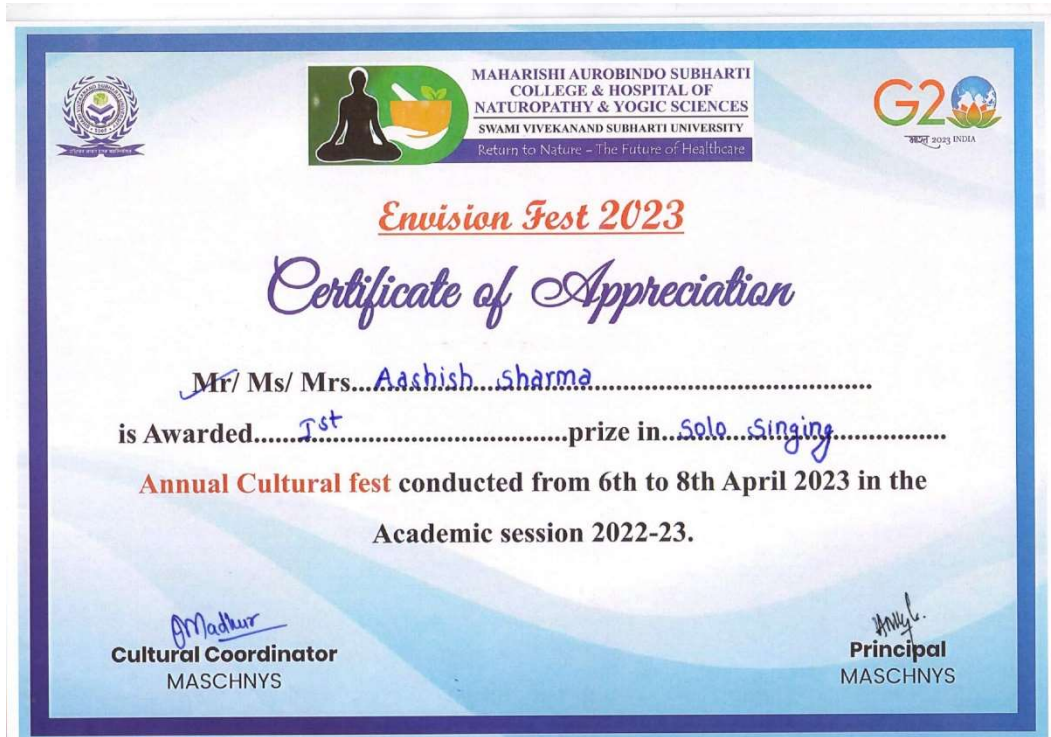 MAHARISHI AUROBINDO SUBHARTI
COLLEGE & HOSPITAL OF
NATUROPATHY & YOGIC SCIENCES
SWAMI VIVEKANAND SUBHARTI UNIVERSITY
Return to Nature – The Future of Healthcare
G20
भारत 2023 INDIA
Envision Fest 2023
Certificate of Appreciation
Mr/ Ms/ Mrs...Aashish Sharma
is Awarded.......Ist.......prize in...Solo Singing.......
Annual Cultural fest conducted from 6th to 8th April 2023 in the
Academic session 2022-23.
Madhur
Cultural Coordinator
MASCHNYS
Principal
MASCHNYS